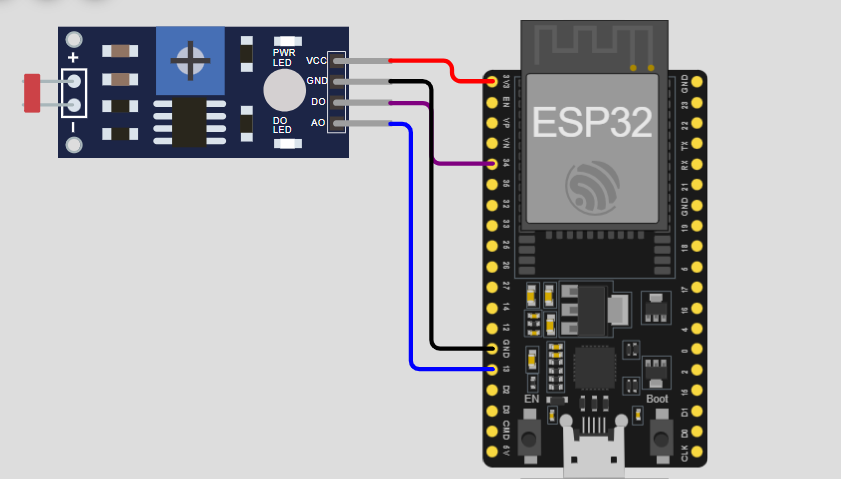 +
PWR
LED
VCC
GND
DO
AO
DO
LED
−
ESP32
3V3
EN
VP
VN
34
35
32
33
25
26
27
14
12
GND
13
D2
D3
CMD
5V
GND
23
22
TX
RX
21
GND
19
18
5
17
16
4
0
2
15
D1
D0
CLK
EN
Boot